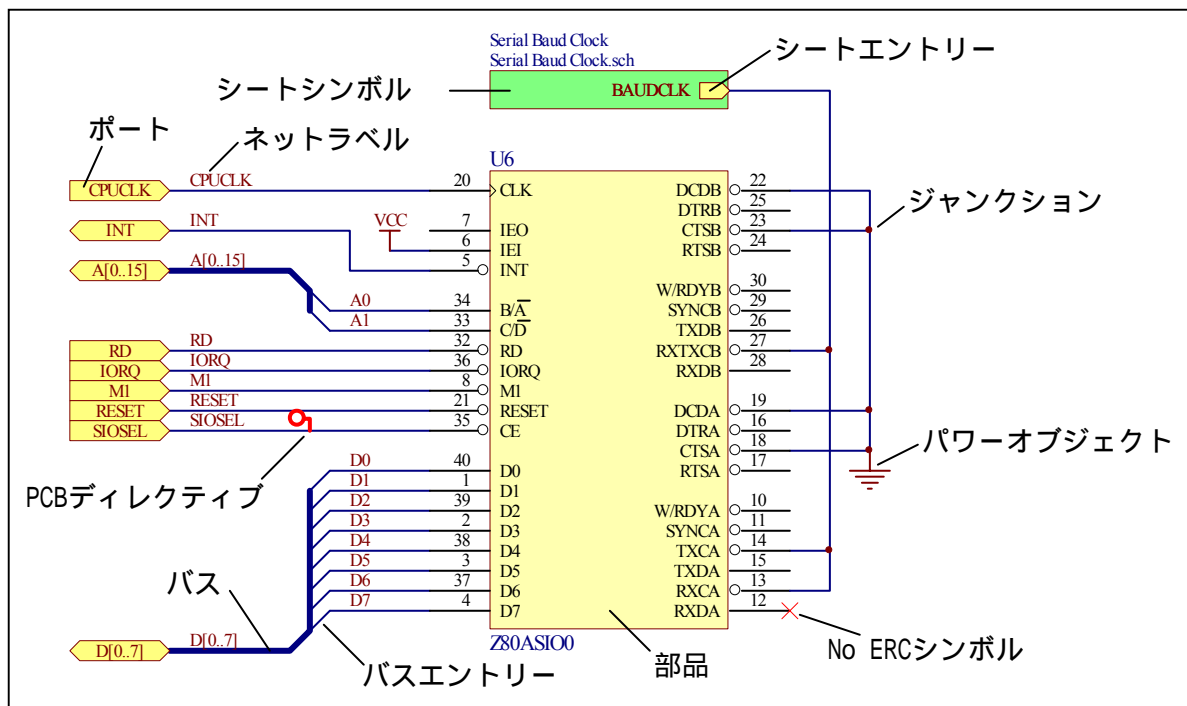 Serial Baud Clock
Serial Baud Clock.sch
シートエントリー
シートシンボル
BAUDCLK
ポート
ネットラベル
U6
CPUCLK
CPUCLK
20
CLK
DCDB
22
ジャンクション
DTRB
25
INT
INT
VCC
7
IEO
CTSB
23
6
IEI
RTSB
24
A[0..15]
A[0..15]
5
INT
W/RDYB
30
A0
34
B/A
SYNCB
29
A1
33
C/D
TXDB
26
RD
RD
32
RD
RXTXCB
27
IORQ
IORQ
36
IORQ
RXDB
28
M1
M1
8
M1
RESET
RESET
21
RESET
DCDA
19
SIOSEL
SIOSEL
35
CE
DTRA
16
CTSA
18
パワーオブジェクト
D0
40
D0
RTSA
17
PCBディレクティブ
D1
1
D1
D2
39
D2
W/RDYA
10
D3
2
D3
SYNCA
11
D4
38
D4
TXCA
14
D5
3
D5
TXDA
15
バス
D6
37
D6
RXCA
13
D7
4
D7
RXDA
12
D[0..7]
D[0..7]
Z80ASIO0
バスエントリー
部品
No ERCシンボル